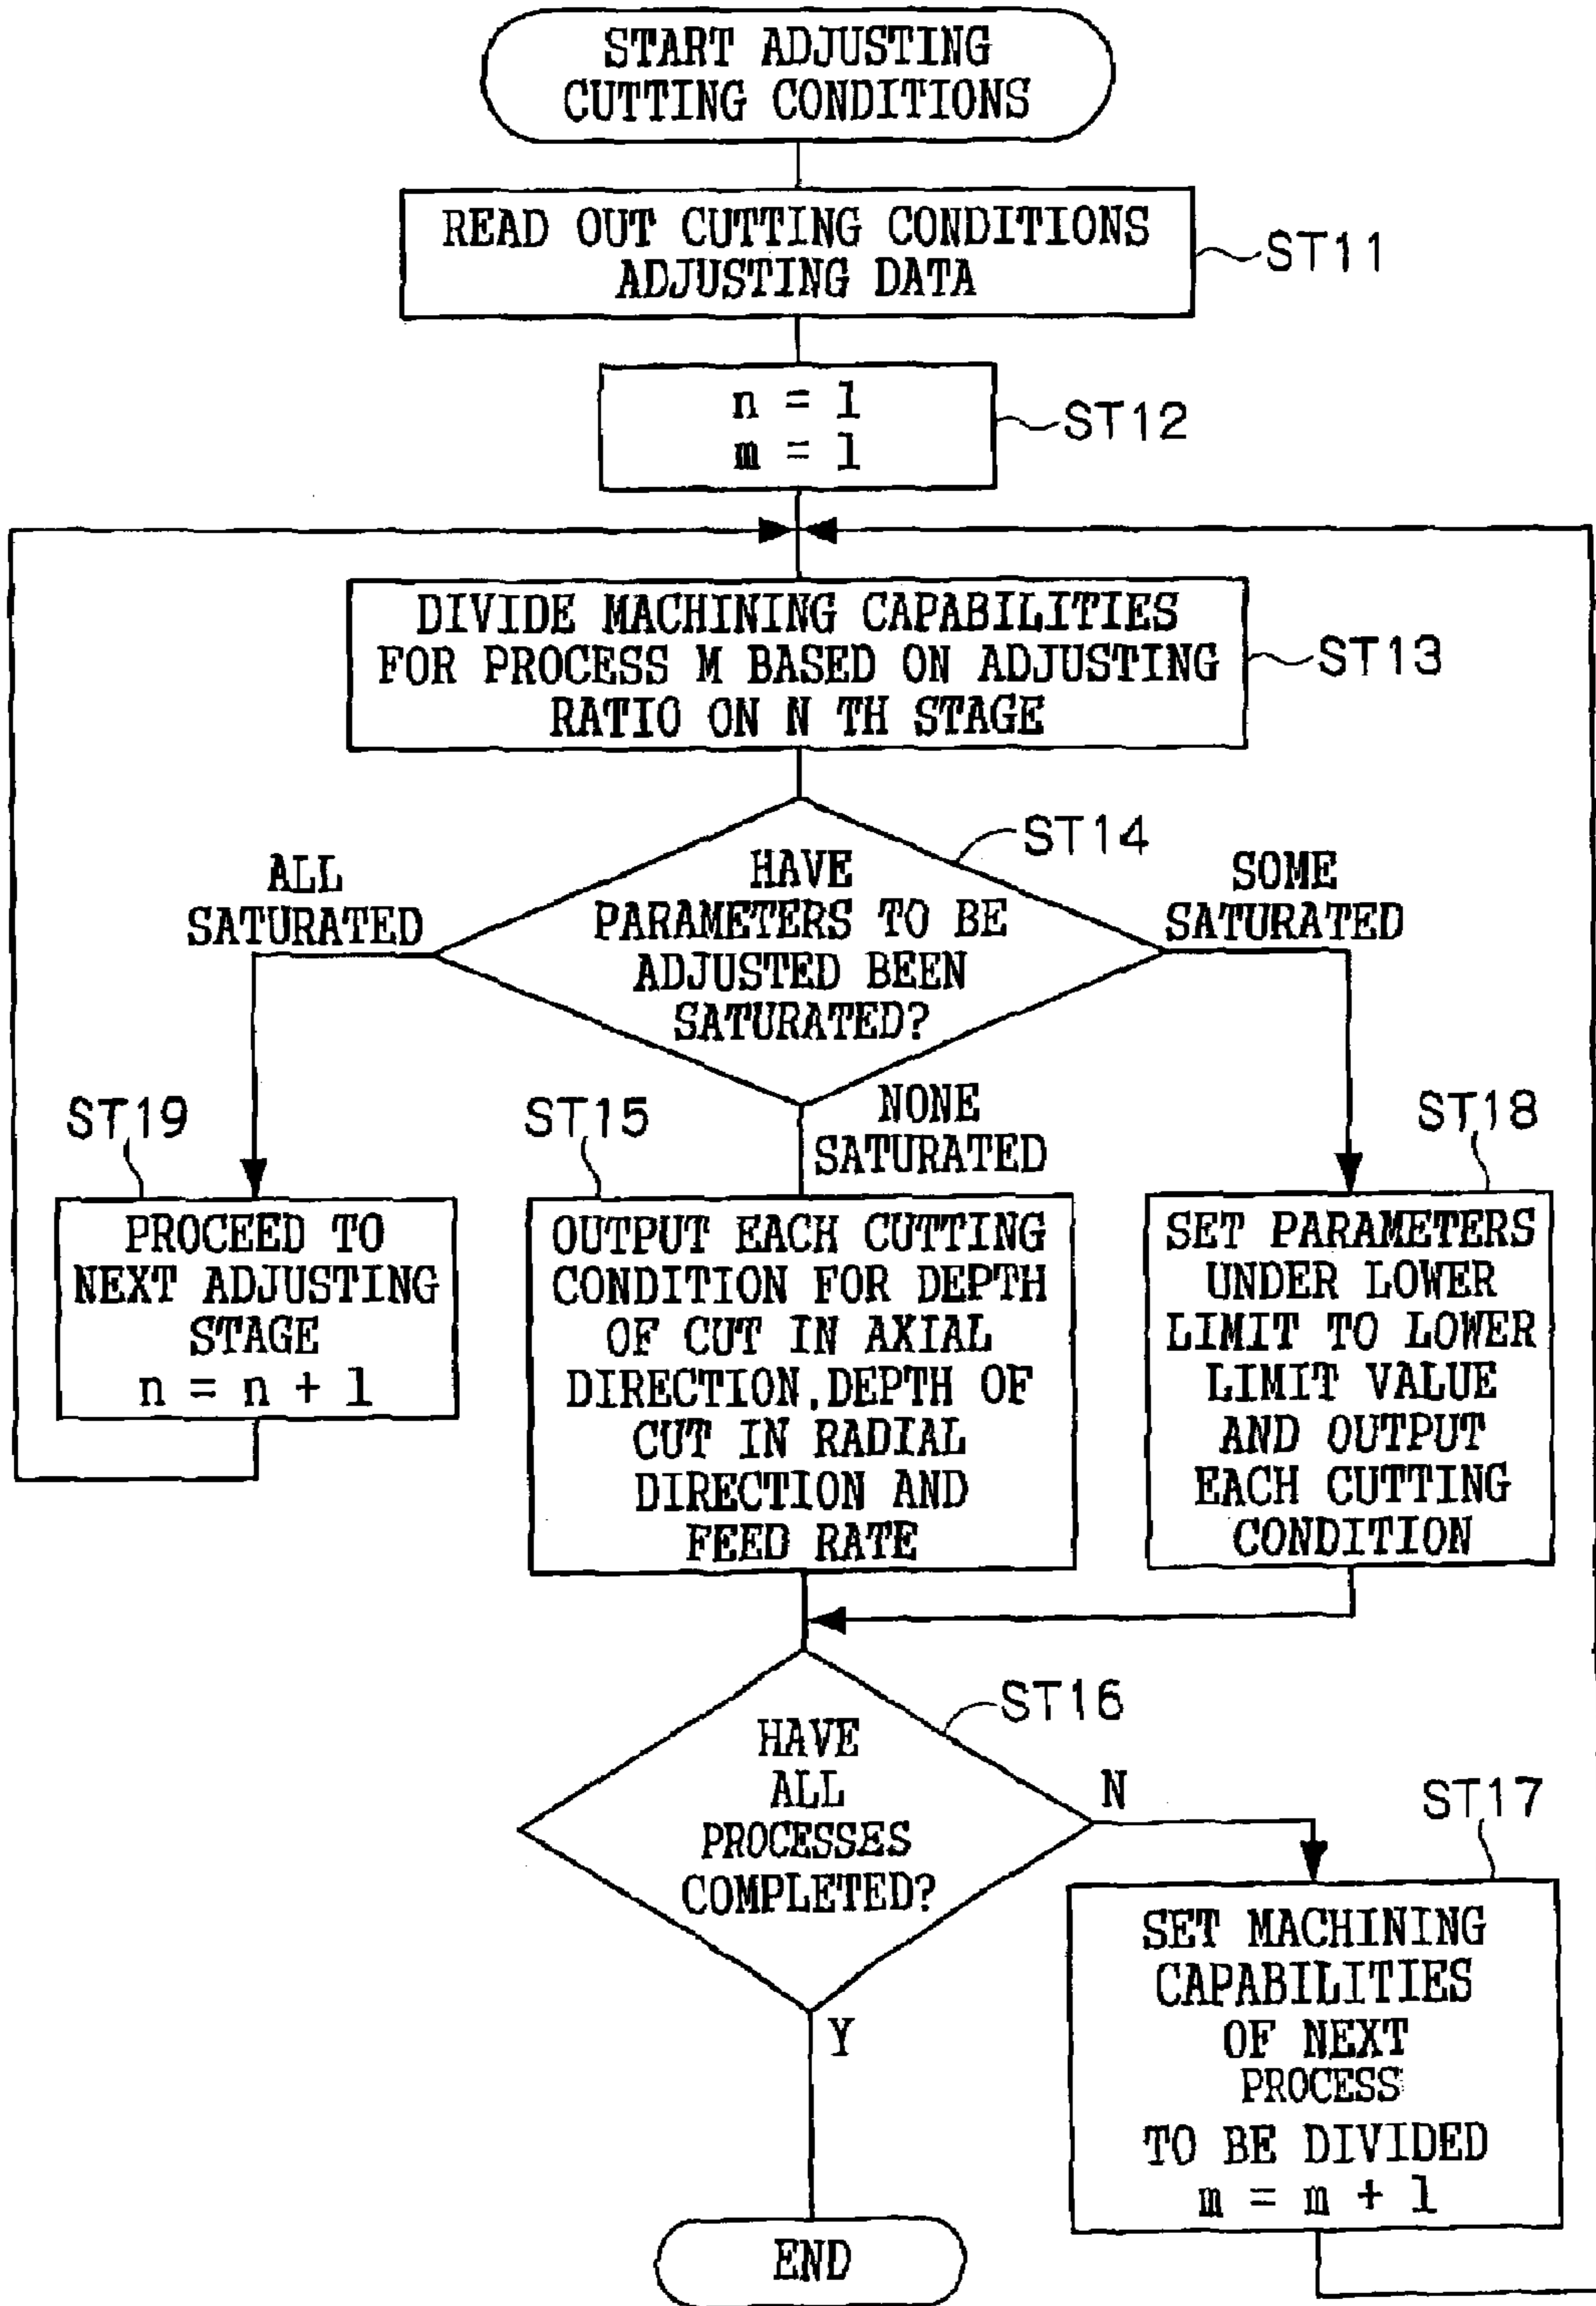 START ADJUSTING
CUTTING CONDITIONS
READ OUT CUTTING CONDITIONS
ADJUSTING DATA
ST11
n = 1
m = 1
ST12
DIVIDE MACHINING CAPABILITIES
FOR PROCESS M BASED ON ADJUSTING
RATIO ON N TH STAGE
ST13
ST14
HAVE
PARAMETERS TO BE
ADJUSTED BEEN
SATURATED?
ALL
SATURATED
SOME
SATURATED
NONE
SATURATED
ST19
PROCEED TO
NEXT ADJUSTING
STAGE
n = n + 1
ST15
OUTPUT EACH CUTTING
CONDITION FOR DEPTH
OF CUT IN AXIAL
DIRECTION,DEPTH OF
CUT IN RADIAL
DIRECTION AND
FEED RATE
ST18
SET PARAMETERS
UNDER LOWER
LIMIT TO LOWER
LIMIT VALUE
AND OUTPUT
EACH CUTTING
CONDITION
ST16
HAVE
ALL
PROCESSES
COMPLETED?
N
Y
ST17
SET MACHINING
CAPABILITIES
OF NEXT
PROCESS
TO BE DIVIDED
m = m + 1
END